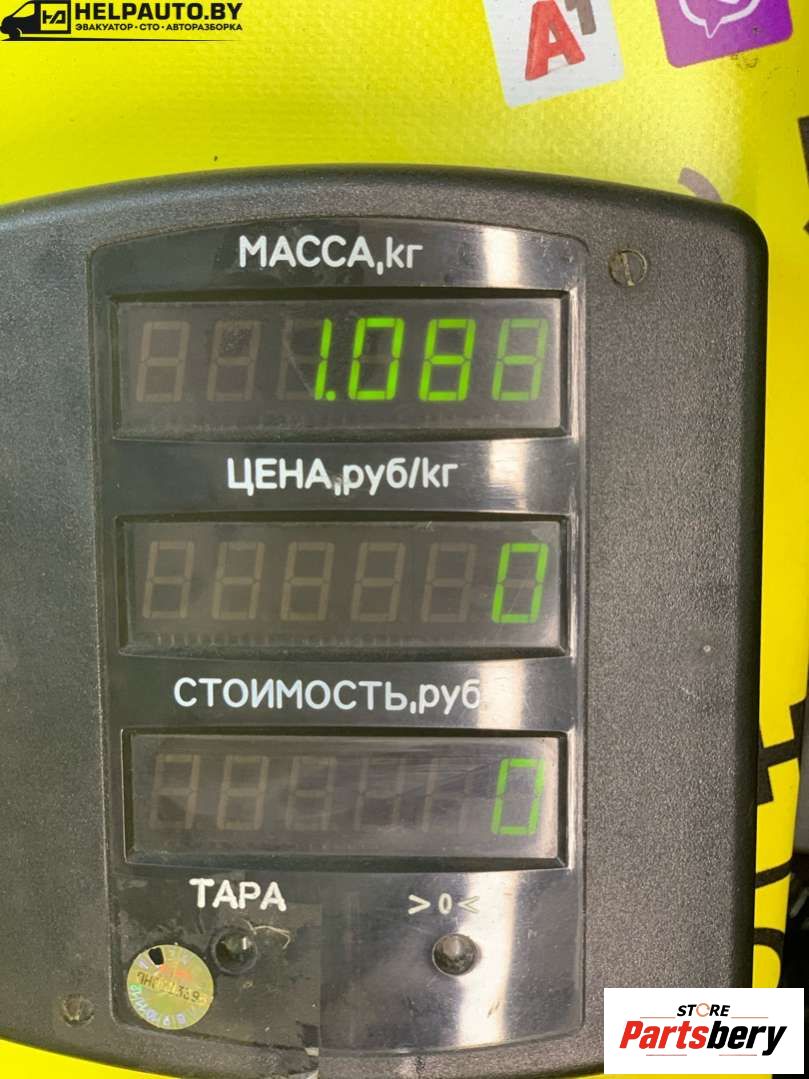 HELPAUTO.BY
ЭВАКУАТОР • СТО • АВТОРАЗБОРКА
A1
МАССА,кг
1.088
ЦЕНА,руб/кг
0
СТОИМОСТЬ,руб
0
ТАРА >0<
STORE
Partsbery